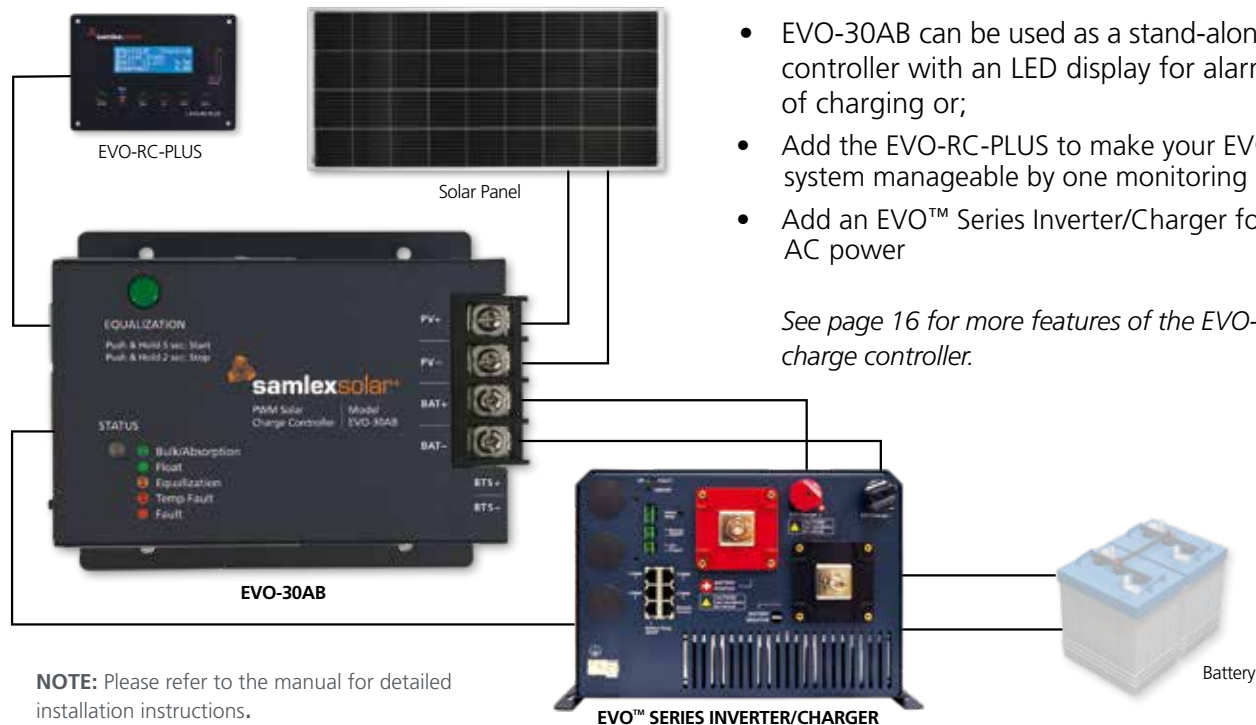 samlexsolar
EVO-RC-PLUS
Solar Panel
• EVO-30AB can be used as a stand-alon
controller with an LED display for alarm
of charging or;
• Add the EVO-RC-PLUS to make your EVO
system manageable by one monitoring
• Add an EVO™ Series Inverter/Charger fo
AC power
See page 16 for more features of the EVO-
charge controller.
EQUALIZATION
Push & Hold 5 sec: Start
Push & Hold 2 sec: Stop
samlexsolar
PWM Solar
Charge Controller
Model
EVO-30AB
STATUS
Bulk/Absorption
Float
Equalization
Temp Fault
Fault
PV+
PV-
BAT+
BAT-
BTS+
BTS-
EVO-30AB
NOTE: Please refer to the manual for detailed
installation instructions.
EVO™ SERIES INVERTER/CHARGER
Battery